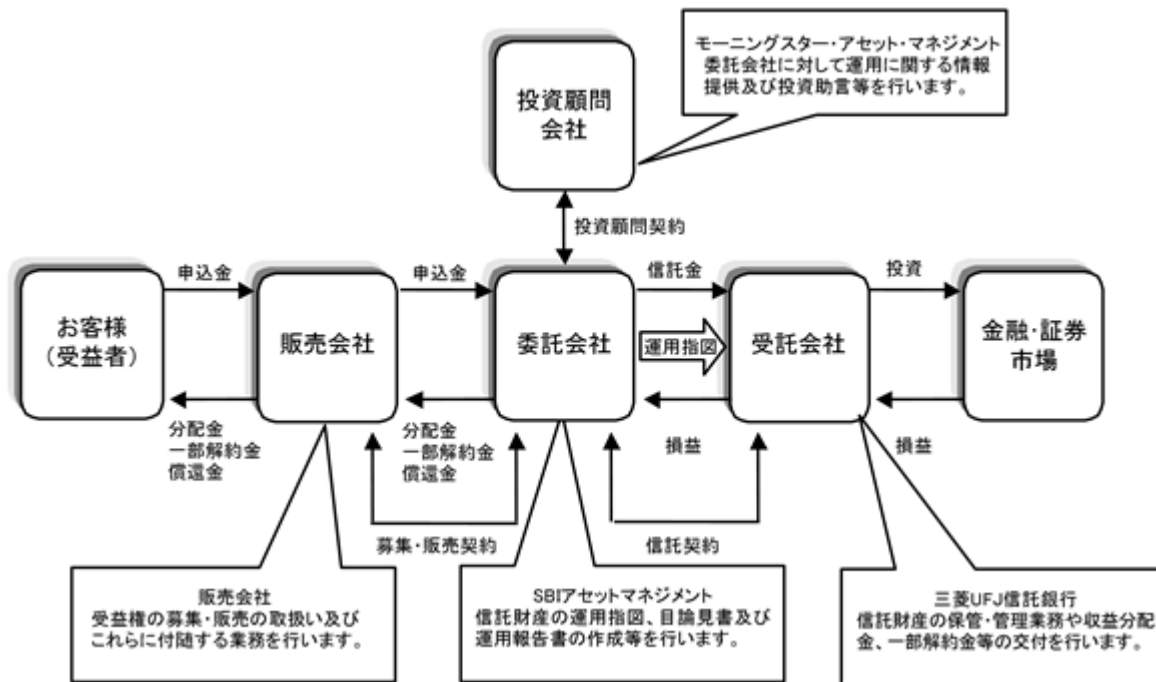 モーニングスター・アセット・マネジメント
委託会社に対して運用に関する情報
提供及び投資助言等を行います。
投資顧問
会社
投資顧問契約
申込金
申込金
信託金
投資
お客様
（受益者）
販売会社
委託会社
運用指図
受託会社
金融・証券
市場
分配金
一部解約金
償還金
分配金
一部解約金
償還金
損益
損益
募集・販売契約
信託契約
販売会社
受益権の募集・販売の取扱い及び
これらに付随する業務を行います。
SBIアセットマネジメント
信託財産の運用指図、目論見書及び
運用報告書の作成等を行います。
三菱UFJ信託銀行
信託財産の保管・管理業務や収益分配
金、一部解約金等の交付を行います。